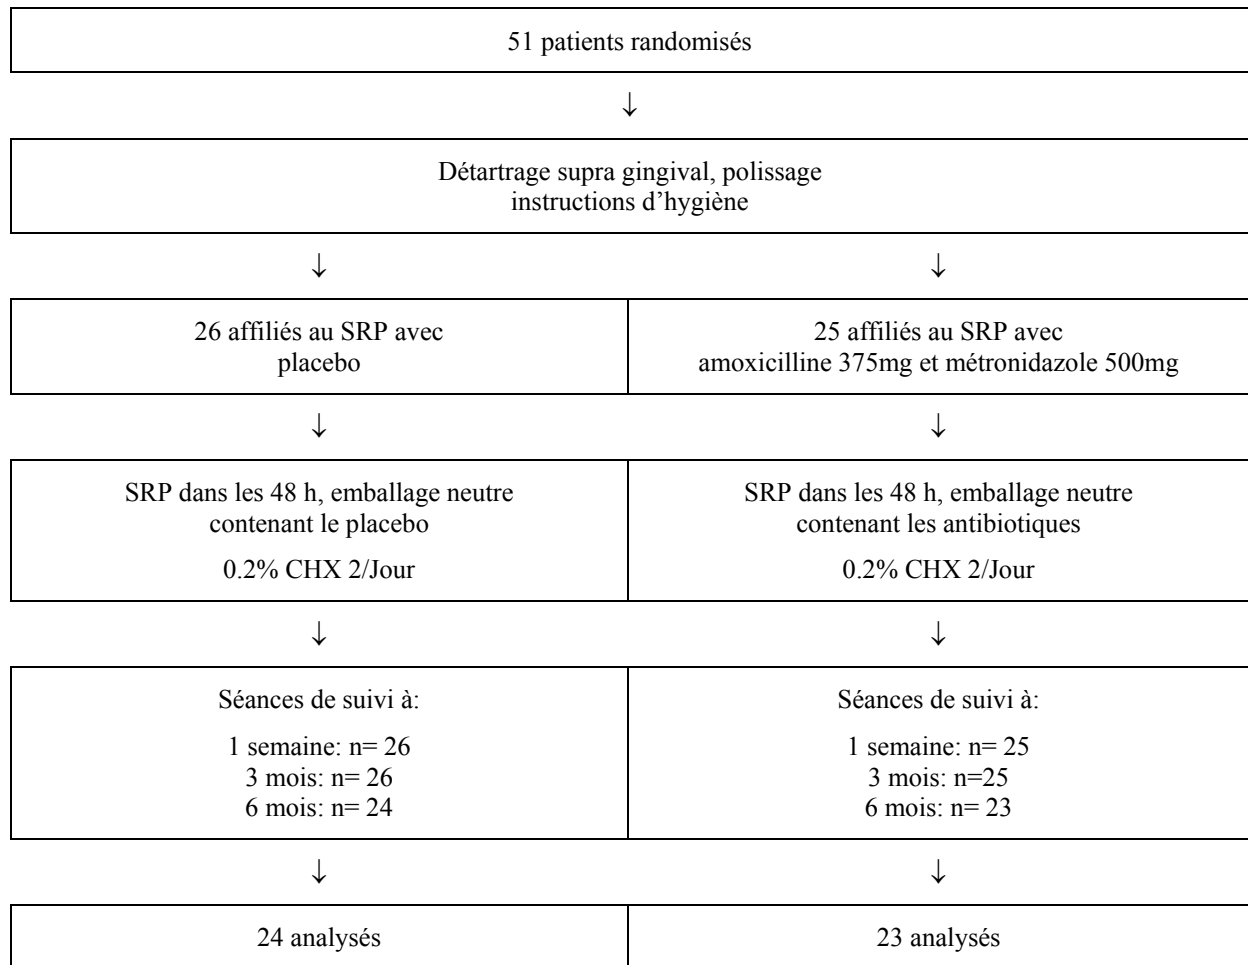 51 patients randomisés
↓
Détartrage supra gingival, polissage
instructions d'hygiène
↓ ↓
26 affiliés au SRP avec
placebo
25 affiliés au SRP avec
amoxicilline 375mg et métronidazole 500mg
↓ ↓
SRP dans les 48 h, emballage neutre
contenant le placebo
0.2% CHX 2/Jour
SRP dans les 48 h, emballage neutre
contenant les antibiotiques
0.2% CHX 2/Jour
↓ ↓
Séances de suivi à:
1 semaine: n= 26
3 mois: n= 26
6 mois: n= 24
Séances de suivi à:
1 semaine: n= 25
3 mois: n=25
6 mois: n= 23
↓ ↓
24 analysés
23 analysés